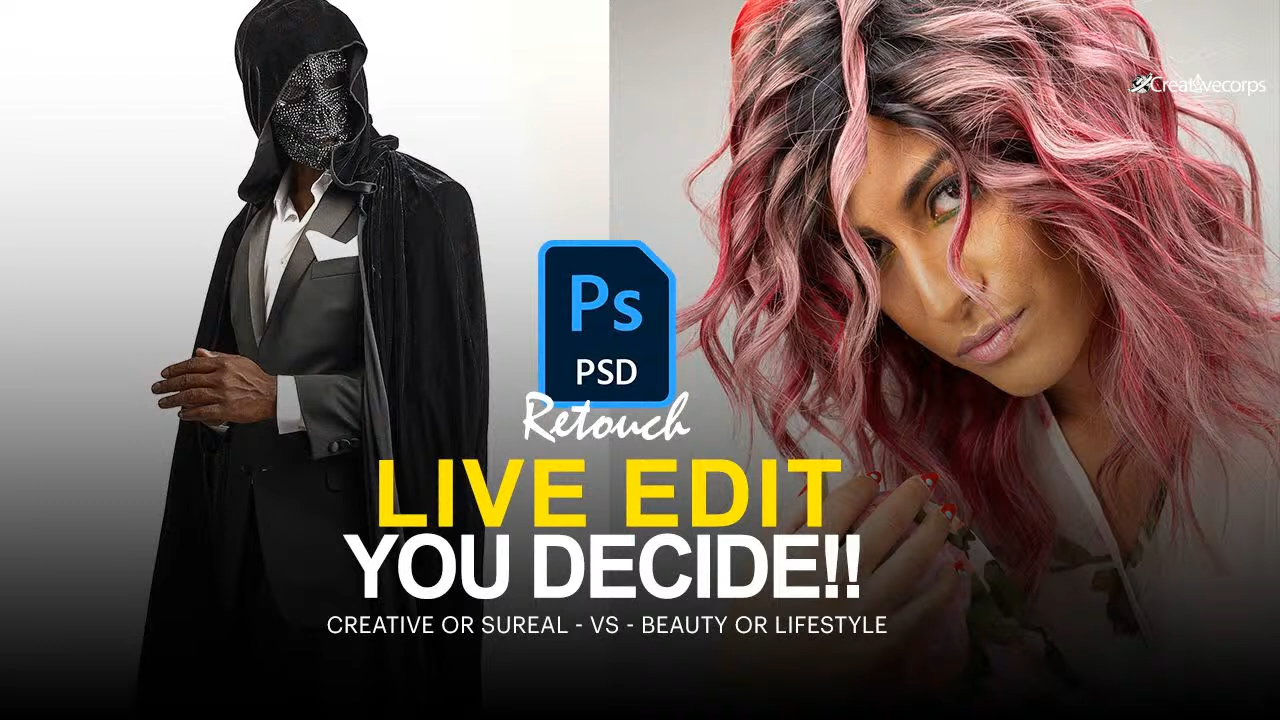 Creativecorps
Ps
PSD
Retouch
LIVE EDIT
YOU DECIDE!!
CREATIVE OR SUREAL - VS - BEAUTY OR LIFESTYLE